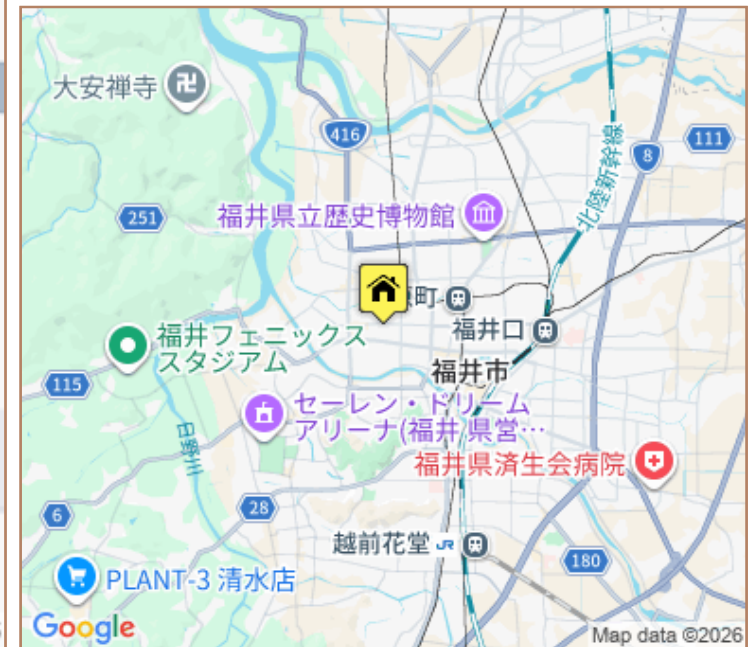 大安禅寺
416
111
8
北陸新幹線
251
福井県立歴史博物館
原町
福井口
福井フェニックス
スタジアム
福井市
115
セーレン・ドリーム
アリーナ(福井県営…
日野川
福井県済生会病院
6
28
越前花堂 JR
180
PLANT-3 清水店
Google
Map data ©2026